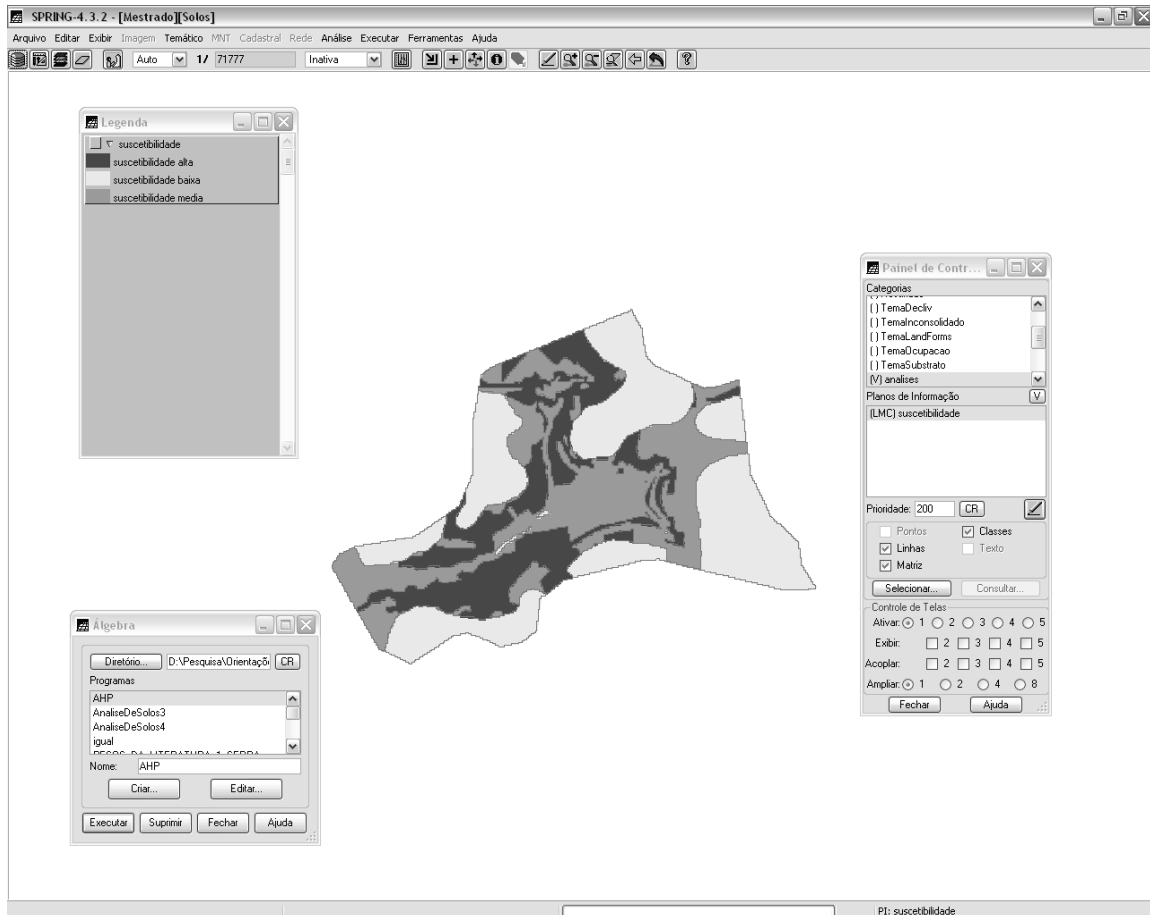 SPRING-4.3.2 - [Mestrado][Solos]
Arquivo Editar Exibir Imagem Temático MNT Cadastral Rede Análise Executar Ferramentas Ajuda
Auto 1/ 71777 Inativa
Legenda
suscetibilidade
suscetibilidade alta
suscetibilidade baixa
suscetibilidade media
Painel de Contr...
Categorias
( ) TemaDecliv
( ) TemaInconsolidado
( ) TemaLandForms
( ) TemaOcupacao
( ) TemaSubstrato
(V) analises
Planos de Informação V
(LMC) suscetibilidade
Prioridade: 200 CR
Pontos Classes
Linhas Texto
Matriz
Selecionar... Consultar...
Controle de Telas
Ativar: 1 2 3 4 5
Exibir: 2 3 4 5
Acoplar: 2 3 4 5
Ampliar: 1 2 4 8
Fechar Ajuda
Álgebra
Diretório... D:\Pesquisa\Orientaçõ CR
Programas
AHP
AnaliseDeSolos3
AnaliseDeSolos4
igual
Nome: AHP
Criar... Editar...
Executar Suprimir Fechar Ajuda
PI: suscetibilidade